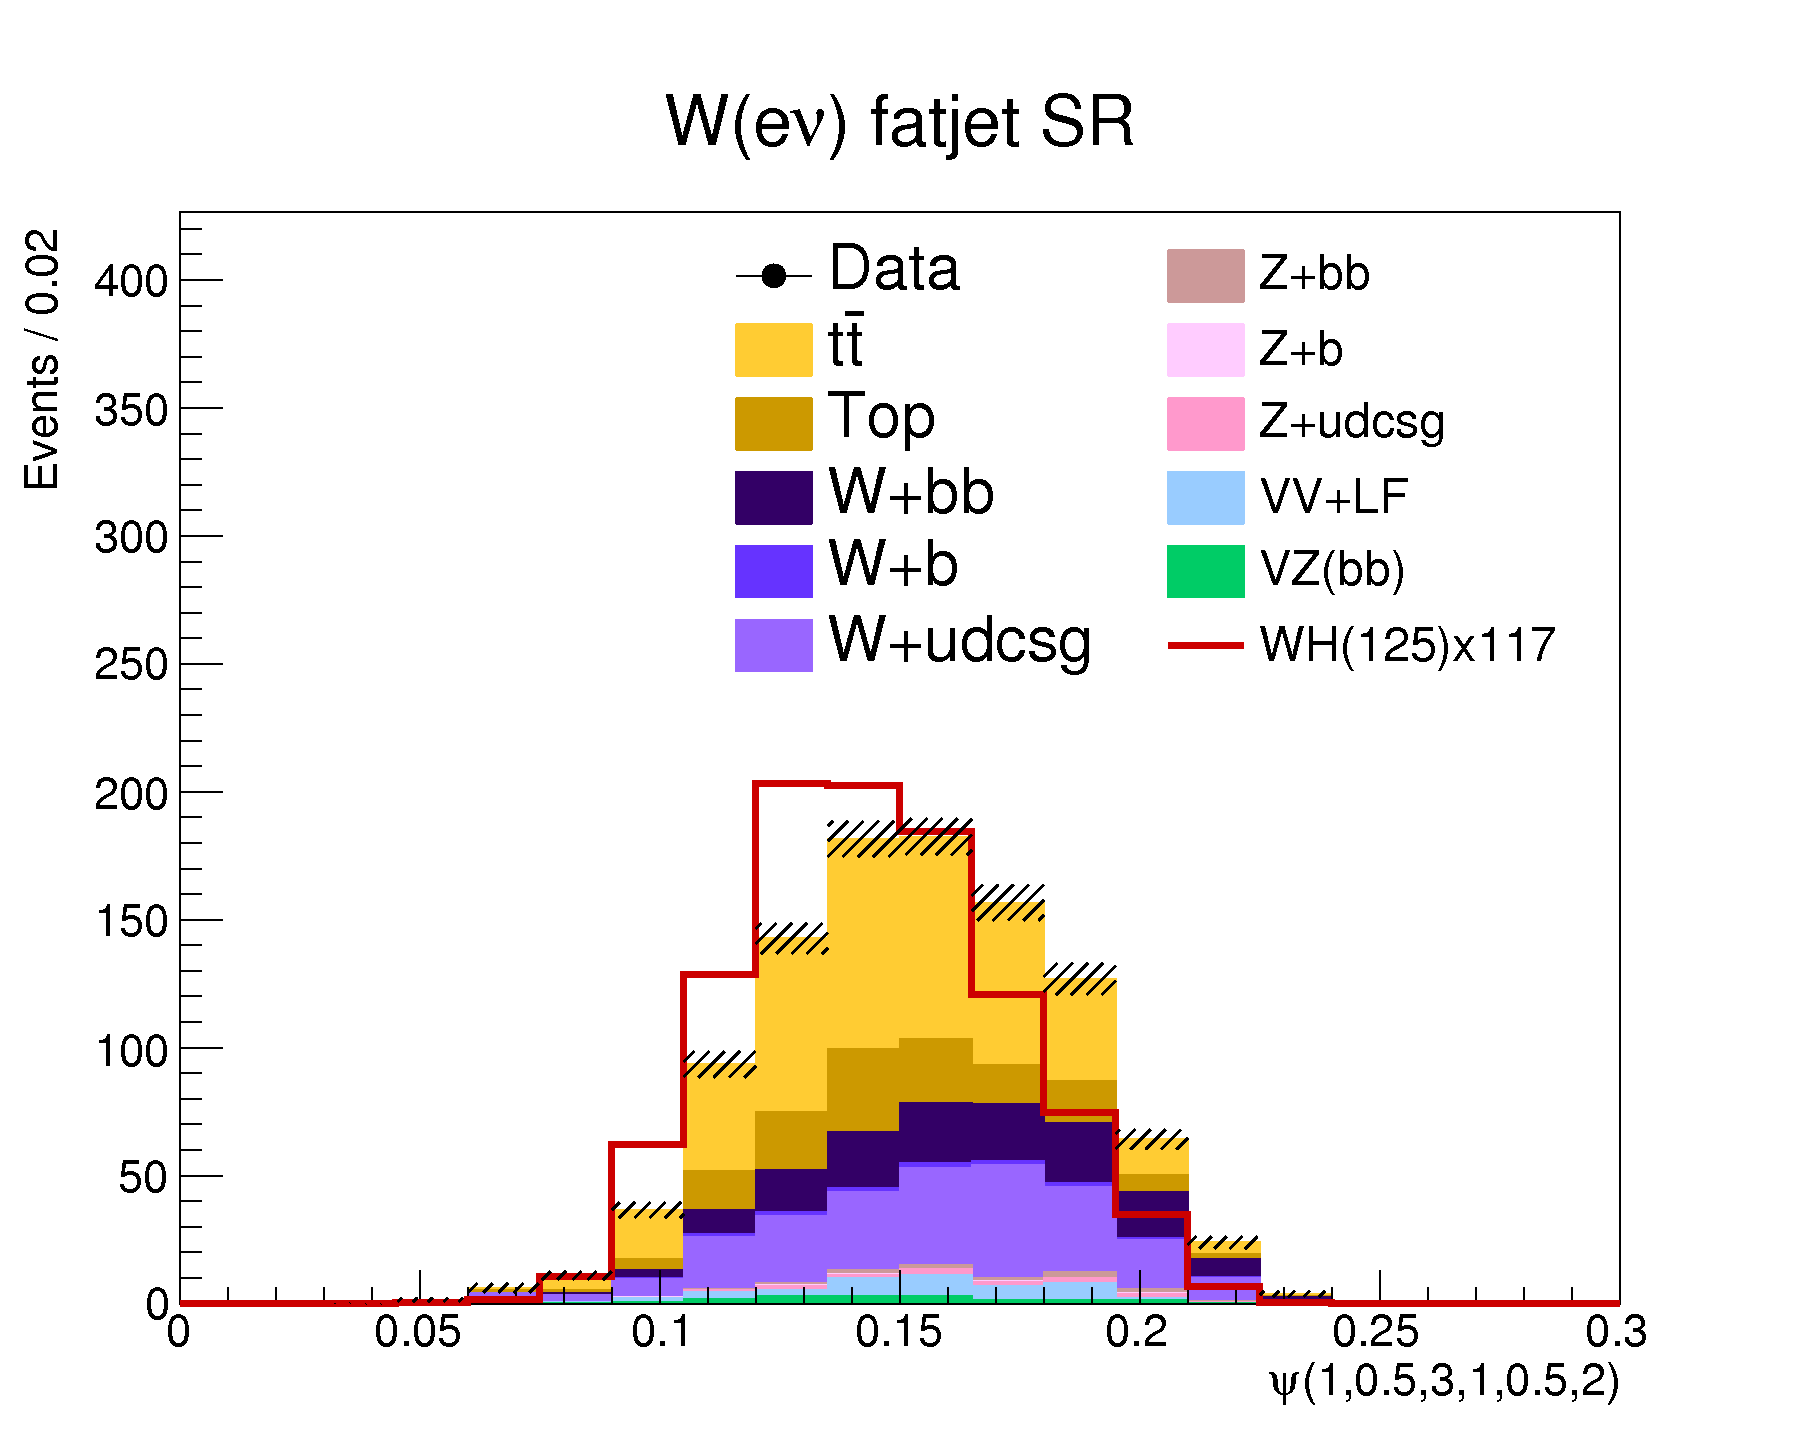 W(eν) fatjet SR
Events / 0.02
400
350
300
250
200
150
100
50
0
Data
tt̄
Top
W+bb
W+b
W+udcsg
Z+bb
Z+b
Z+udcsg
VV+LF
VZ(bb)
WH(125)x117
0 0.05 0.1 0.15 0.2 0.25 0.3
ψ(1,0.5,3,1,0.5,2)